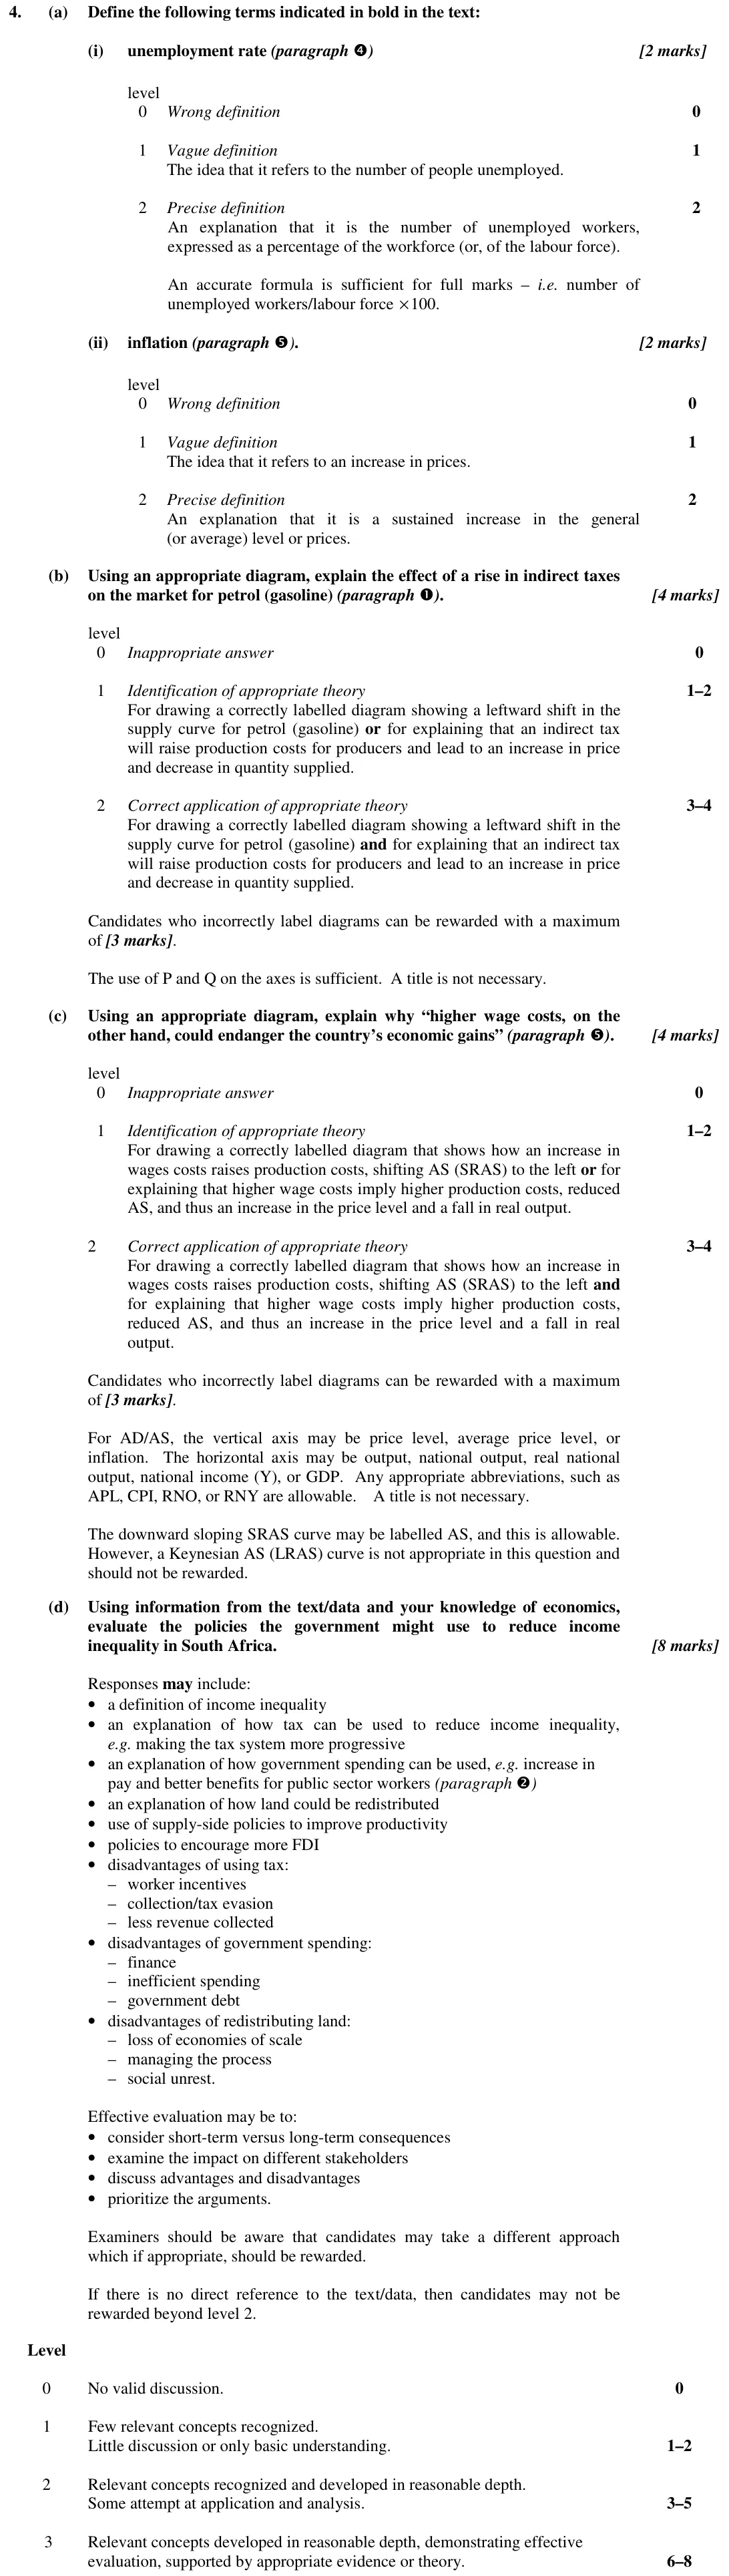 4. (a) Define the following terms indicated in bold in the text:
(i) unemployment rate (paragraph ❹) [2 marks]
level
0 Wrong definition 0
1 Vague definition 1
The idea that it refers to the number of people unemployed.
2 Precise definition 2
An explanation that it is the number of unemployed workers,
expressed as a percentage of the workforce (or, of the labour force).
An accurate formula is sufficient for full marks – i.e. number of
unemployed workers/labour force ×100.
(ii) inflation (paragraph ❺). [2 marks]
level
0 Wrong definition 0
1 Vague definition 1
The idea that it refers to an increase in prices.
2 Precise definition 2
An explanation that it is a sustained increase in the general
(or average) level or prices.
(b) Using an appropriate diagram, explain the effect of a rise in indirect taxes
on the market for petrol (gasoline) (paragraph ❶). [4 marks]
level
0 Inappropriate answer 0
1 Identification of appropriate theory 1–2
For drawing a correctly labelled diagram showing a leftward shift in the
supply curve for petrol (gasoline) or for explaining that an indirect tax
will raise production costs for producers and lead to an increase in price
and decrease in quantity supplied.
2 Correct application of appropriate theory 3–4
For drawing a correctly labelled diagram showing a leftward shift in the
supply curve for petrol (gasoline) and for explaining that an indirect tax
will raise production costs for producers and lead to an increase in price
and decrease in quantity supplied.
Candidates who incorrectly label diagrams can be rewarded with a maximum
of [3 marks].
The use of P and Q on the axes is sufficient. A title is not necessary.
(c) Using an appropriate diagram, explain why “higher wage costs, on the
other hand, could endanger the country’s economic gains” (paragraph ❺). [4 marks]
level
0 Inappropriate answer 0
1 Identification of appropriate theory 1–2
For drawing a correctly labelled diagram that shows how an increase in
wages costs raises production costs, shifting AS (SRAS) to the left or for
explaining that higher wage costs imply higher production costs, reduced
AS, and thus an increase in the price level and a fall in real output.
2 Correct application of appropriate theory 3–4
For drawing a correctly labelled diagram that shows how an increase in
wages costs raises production costs, shifting AS (SRAS) to the left and
for explaining that higher wage costs imply higher production costs,
reduced AS, and thus an increase in the price level and a fall in real
output.
Candidates who incorrectly label diagrams can be rewarded with a maximum
of [3 marks].
For AD/AS, the vertical axis may be price level, average price level, or
inflation. The horizontal axis may be output, national output, real national
output, national income (Y), or GDP. Any appropriate abbreviations, such as
APL, CPI, RNO, or RNY are allowable. A title is not necessary.
The downward sloping SRAS curve may be labelled AS, and this is allowable.
However, a Keynesian AS (LRAS) curve is not appropriate in this question and
should not be rewarded.
(d) Using information from the text/data and your knowledge of economics,
evaluate the policies the government might use to reduce income
inequality in South Africa. [8 marks]
Responses may include:
• a definition of income inequality
• an explanation of how tax can be used to reduce income inequality,
e.g. making the tax system more progressive
• an explanation of how government spending can be used, e.g. increase in
pay and better benefits for public sector workers (paragraph ❷)
• an explanation of how land could be redistributed
• use of supply-side policies to improve productivity
• policies to encourage more FDI
• disadvantages of using tax:
– worker incentives
– collection/tax evasion
– less revenue collected
• disadvantages of government spending:
– finance
– inefficient spending
– government debt
• disadvantages of redistributing land:
– loss of economies of scale
– managing the process
– social unrest.
Effective evaluation may be to:
• consider short-term versus long-term consequences
• examine the impact on different stakeholders
• discuss advantages and disadvantages
• prioritize the arguments.
Examiners should be aware that candidates may take a different approach
which if appropriate, should be rewarded.
If there is no direct reference to the text/data, then candidates may not be
rewarded beyond level 2.
Level
0 No valid discussion. 0
1 Few relevant concepts recognized.
Little discussion or only basic understanding. 1–2
2 Relevant concepts recognized and developed in reasonable depth.
Some attempt at application and analysis. 3–5
3 Relevant concepts developed in reasonable depth, demonstrating effective
evaluation, supported by appropriate evidence or theory. 6–8